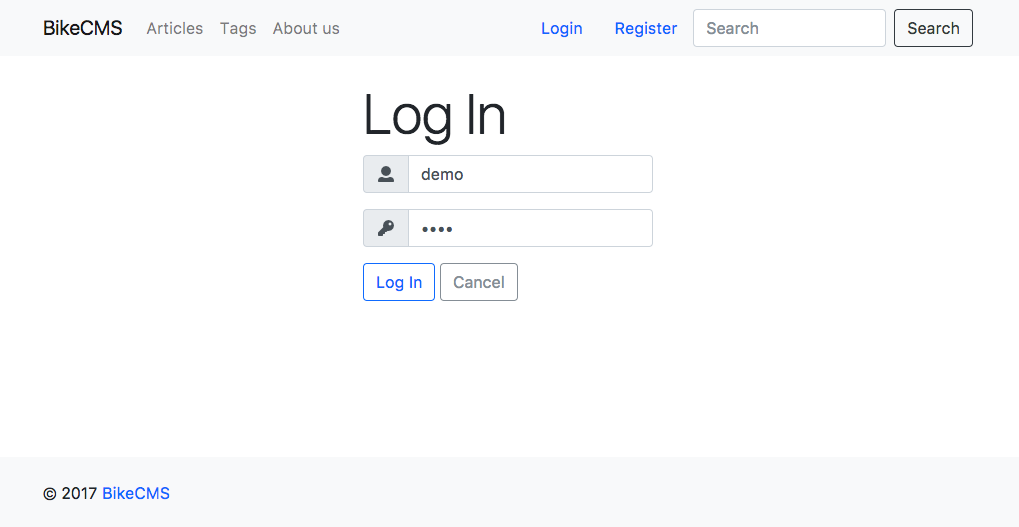 BikeCMS Articles Tags About us Login Register Search Search
Log In
demo
••••
Log In Cancel
© 2017 BikeCMS